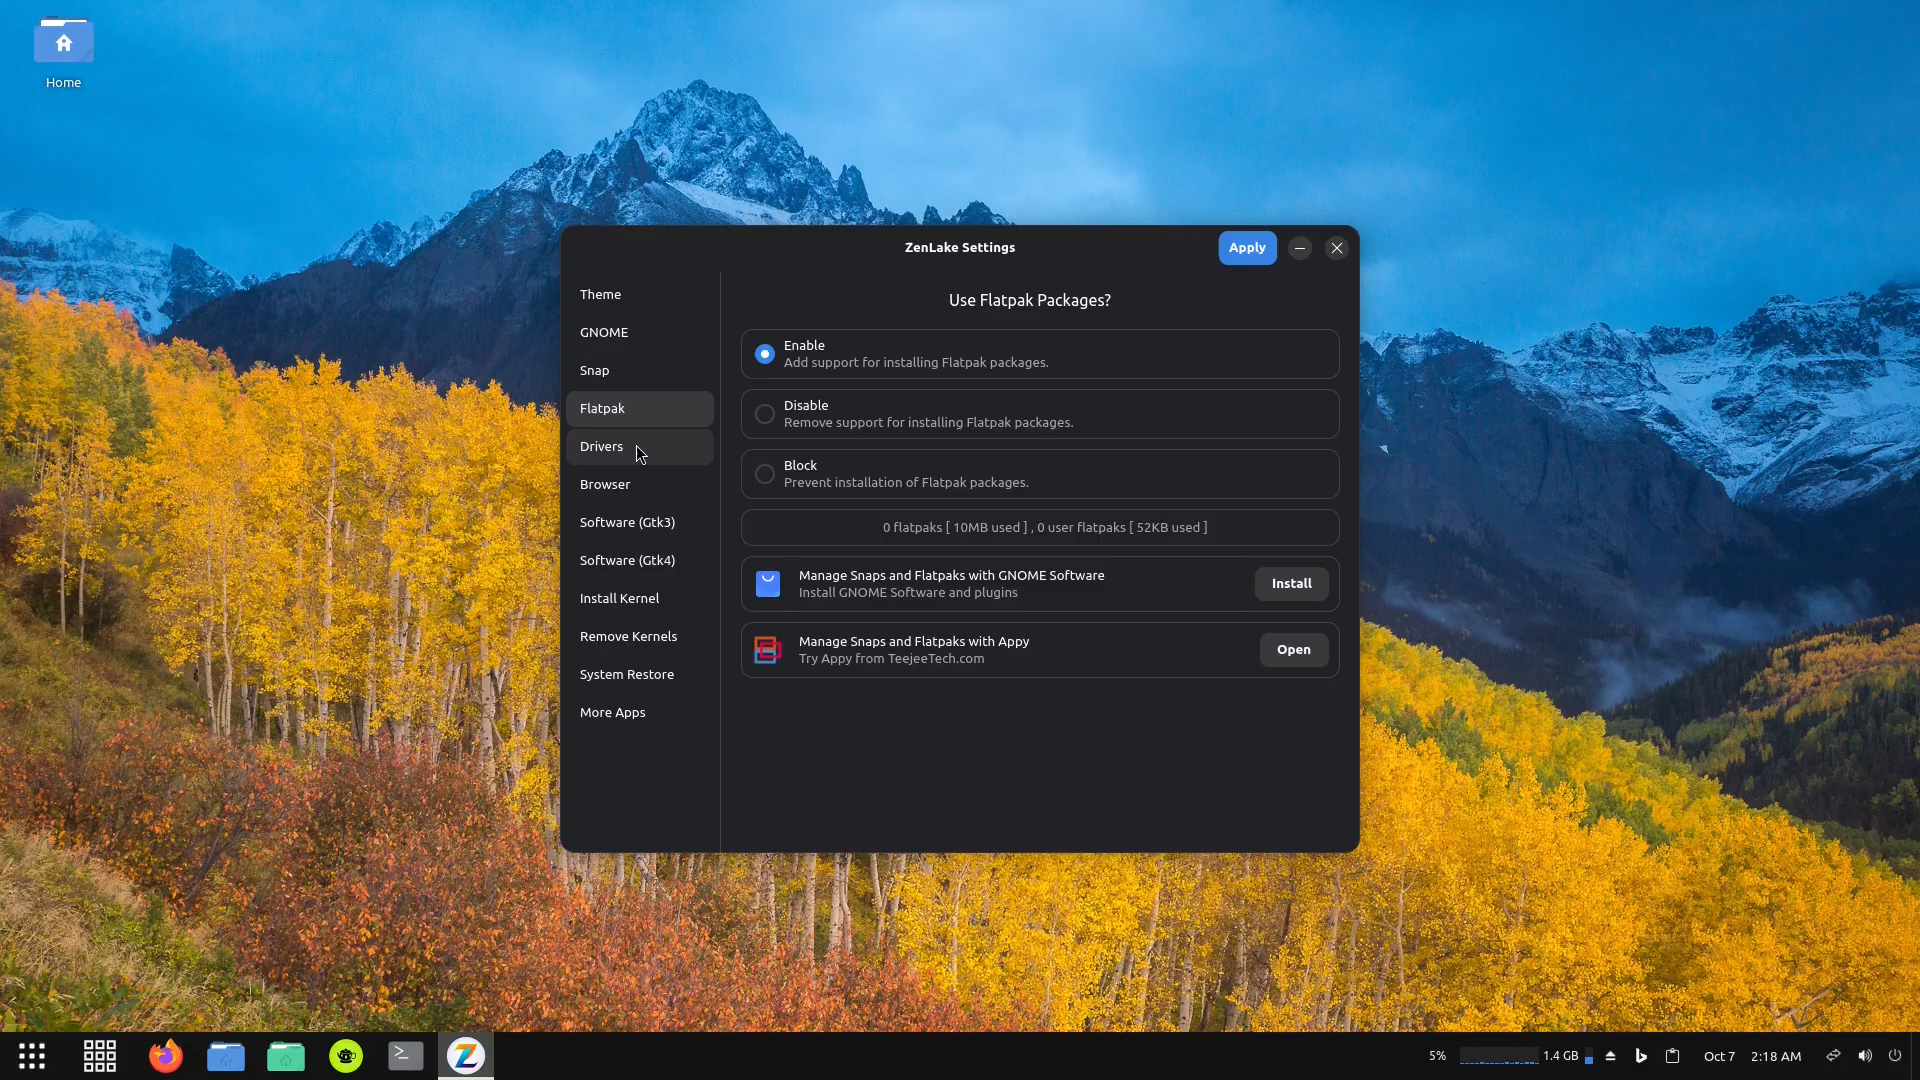 Home
ZenLake Settings
Apply
Theme
GNOME
Snap
Flatpak
Drivers
Browser
Software (Gtk3)
Software (Gtk4)
Install Kernel
Remove Kernels
System Restore
More Apps
Use Flatpak Packages?
Enable
Add support for installing Flatpak packages.
Disable
Remove support for installing Flatpak packages.
Block
Prevent installation of Flatpak packages.
0 flatpaks [ 10MB used ] , 0 user flatpaks [ 52KB used ]
Manage Snaps and Flatpaks with GNOME Software
Install GNOME Software and plugins
Install
Manage Snaps and Flatpaks with Appy
Try Appy from TeejeeTech.com
Open
5%
1.4 GB
Oct 7
2:18 AM